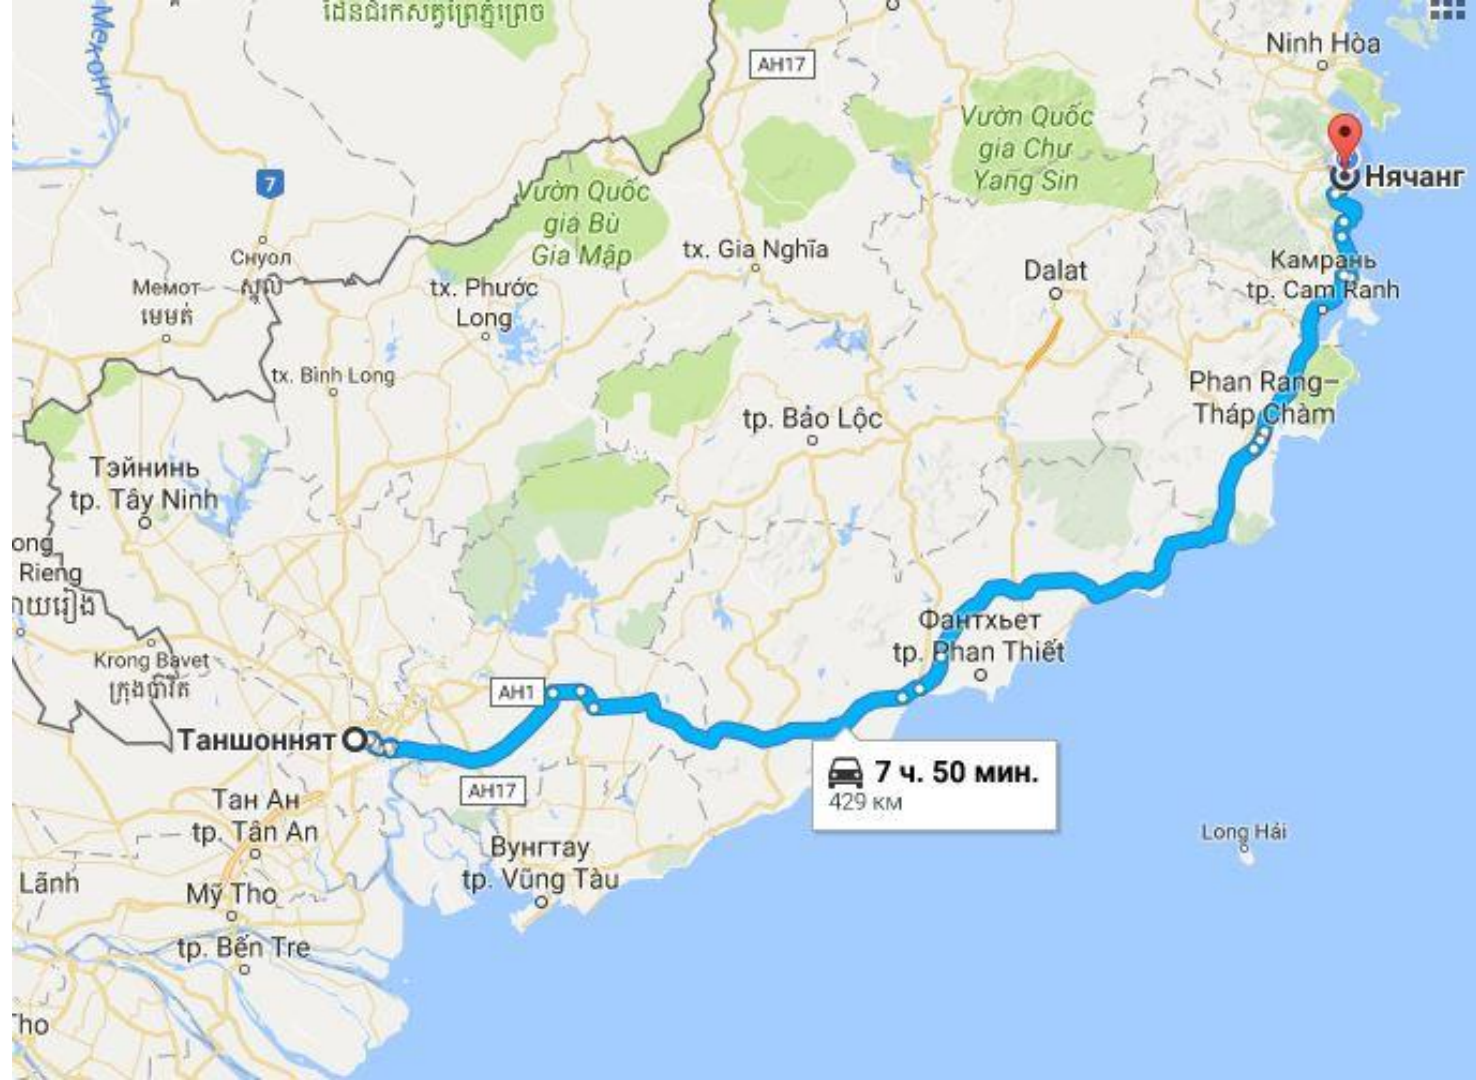 ដែនជំរកសត្វព្រៃភ្នំព្រេច
Меконг
AH17
Ninh Hòa
Vườn Quốc
gia Chư
Yang Sin
7
Vườn Quốc
gia Bù
Gia Mập
Нячанг
Снуол
ស្នួល
tx. Gia Nghĩa
Dalat
Камрань
tp. Cam Ranh
Мемот
មេមត់
tx. Phước
Long
tx. Bình Long
Phan Rang–
Tháp Chàm
tp. Bảo Lộc
Тэйнинь
tp. Tây Ninh
ong
Rieng
Фантхьет
tp. Phan Thiết
Krong Bavet
ក្រុងបាវិត
AH1
Таншоннят
7 ч. 50 мин.
429 км
AH17
Тан Ан
tp. Tân An
Long Hải
Вунгтау
tp. Vũng Tàu
Lãnh
Mỹ Tho
tp. Bến Tre
Tho